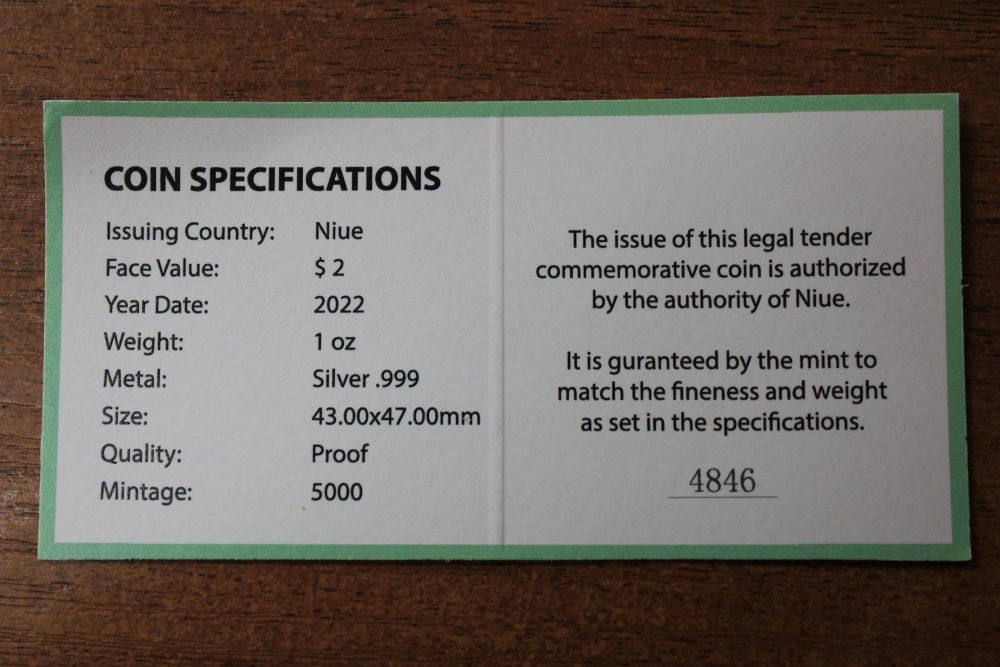 COIN SPECIFICATIONS
Issuing Country: Niue
Face Value: $ 2
Year Date: 2022
Weight: 1 oz
Metal: Silver .999
Size: 43.00x47.00mm
Quality: Proof
Mintage: 5000
The issue of this legal tender
commemorative coin is authorized
by the authority of Niue.
It is guranteed by the mint to
match the fineness and weight
as set in the specifications.
4846